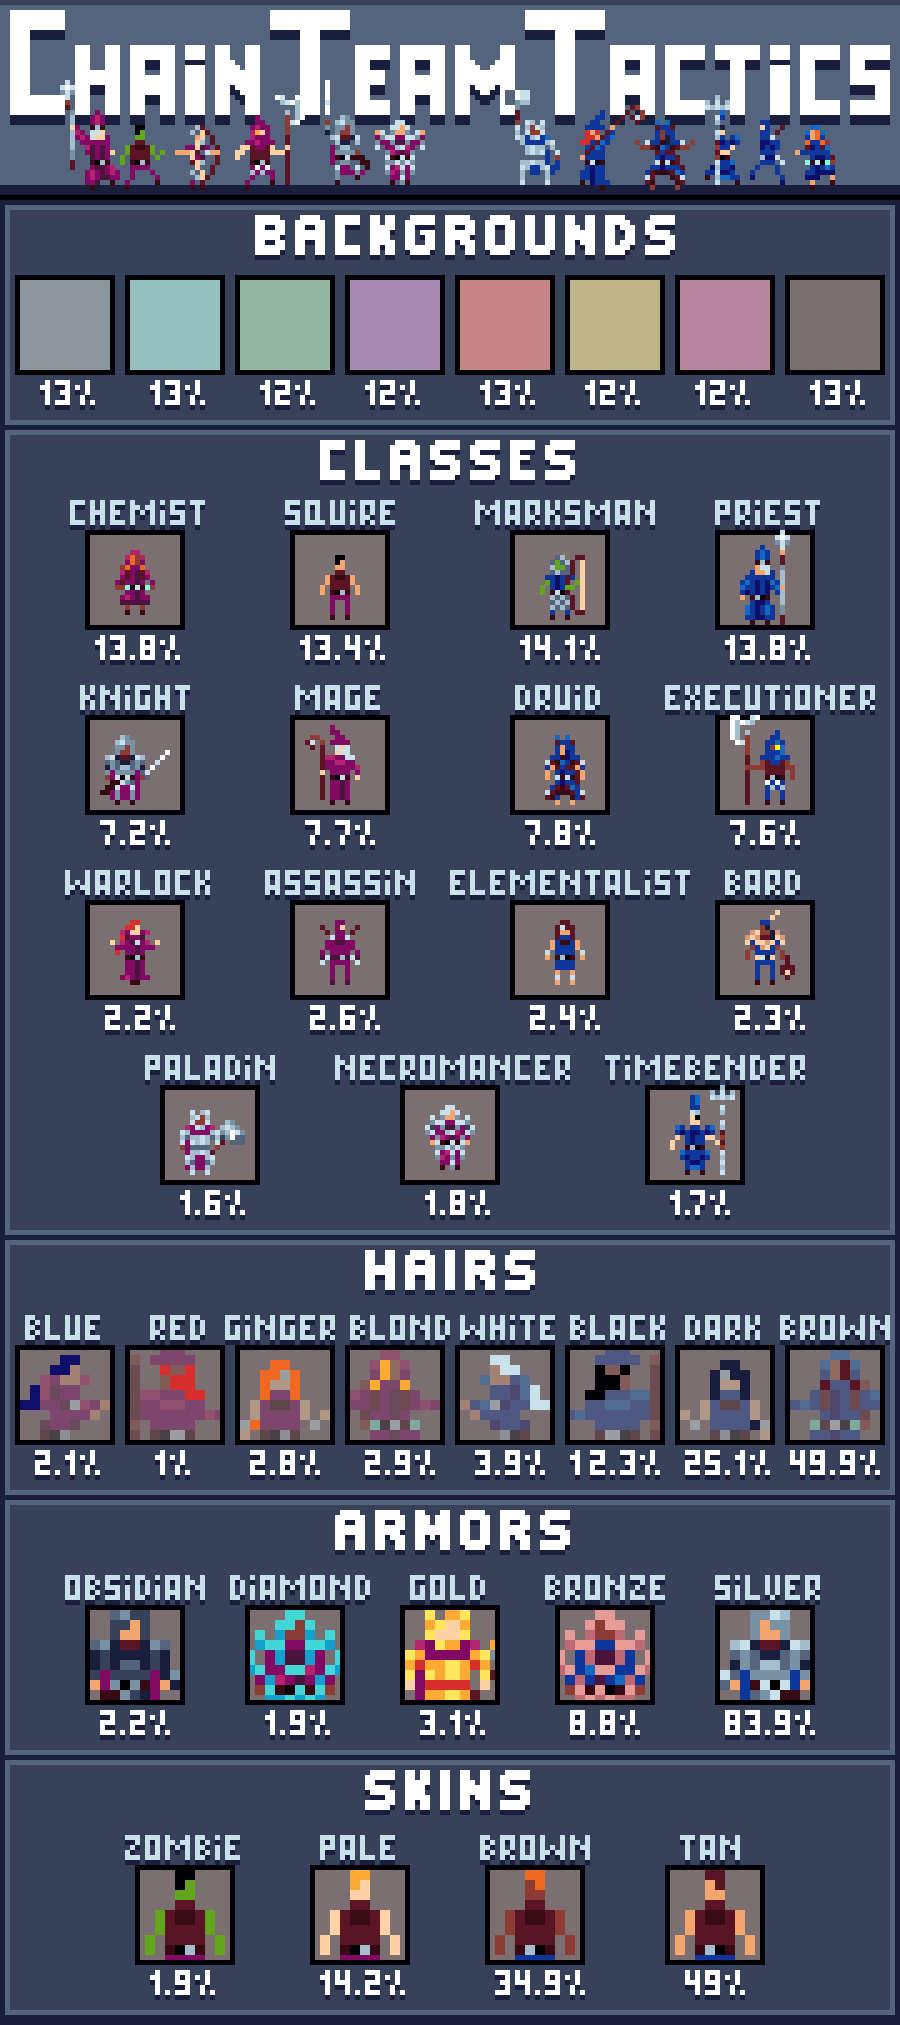 CHAiN TEAM TACTiCS
BACKGROUNDS
13% 13% 12% 12% 13% 12% 12% 13%
CLASSES
CHEMiST SQUiRE MARKSMAN PRiEST
13.8% 13.4% 14.1% 13.8%
KNiGHT MAGE DRUiD EXECUTiONER
7.2% 7.7% 7.8% 7.6%
WARLOCK ASSASSiN ELEMENTALiST BARD
2.2% 2.6% 2.4% 2.3%
PALADiN NECROMANCER TiMEBENDER
1.6% 1.8% 1.7%
HAIRS
BLUE RED GiNGER BLOND WHiTE BLACK DARK BROWN
2.1% 1% 2.8% 2.9% 3.9% 12.3% 25.1% 49.9%
ARMORS
OBSiDiAN DiAMOND GOLD BRONZE SiLVER
2.2% 1.9% 3.1% 8.8% 83.9%
SKINS
ZOMBiE PALE BROWN TAN
1.9% 14.2% 34.9% 49%